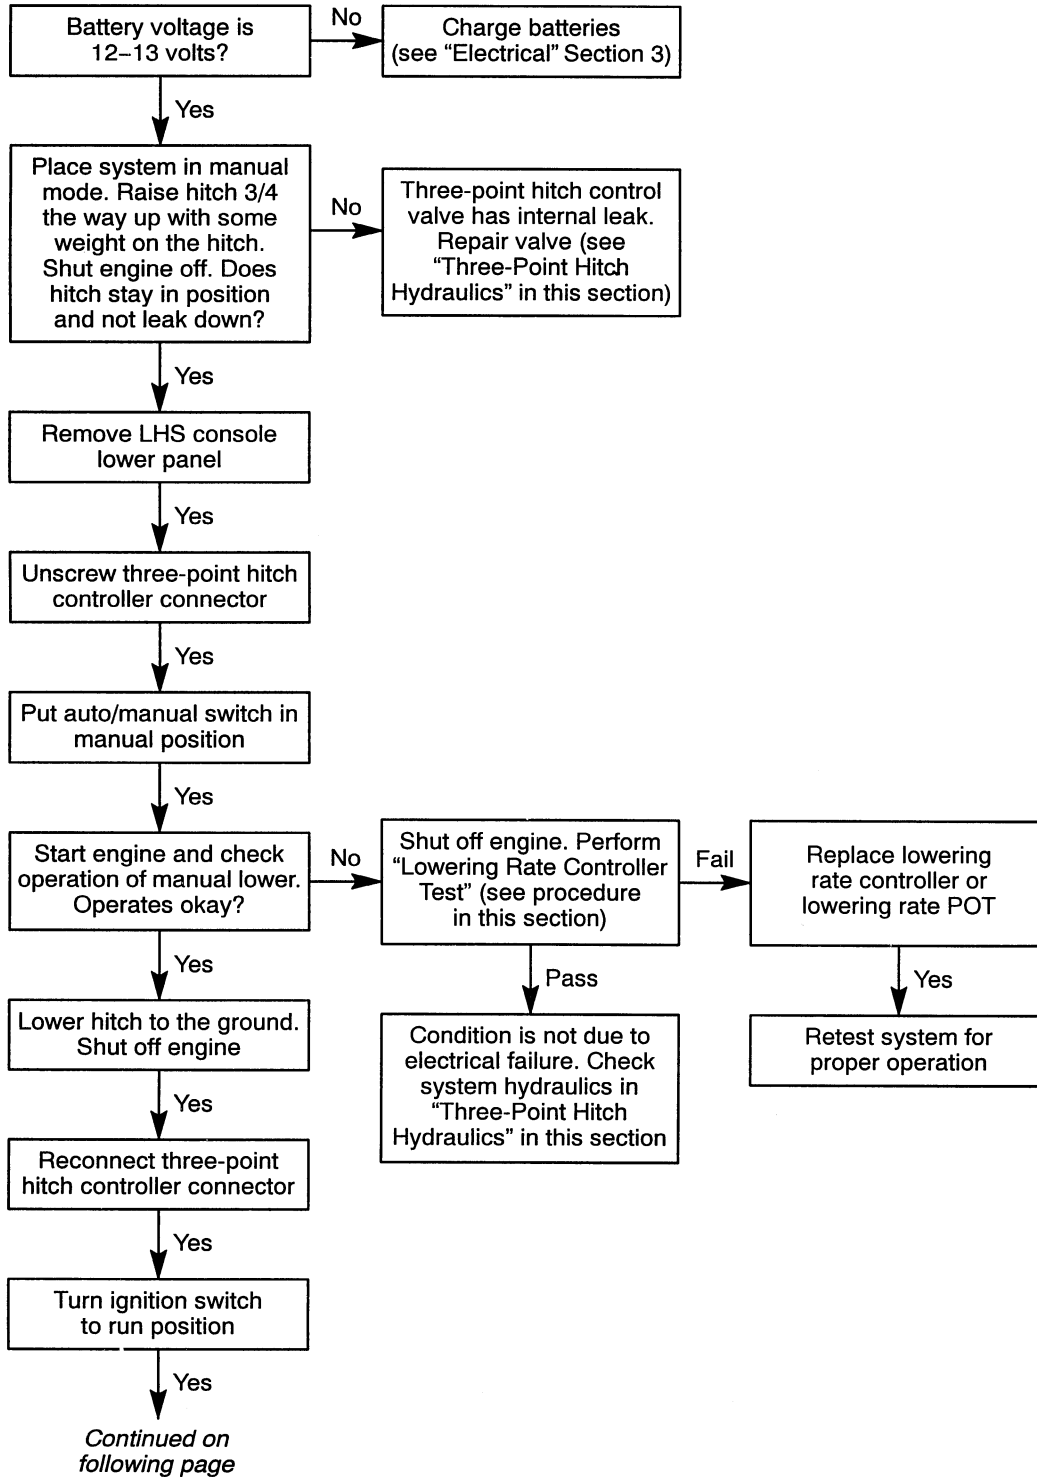 Battery voltage is
12–13 volts?
No
Charge batteries
(see “Electrical” Section 3)
Yes
Place system in manual
mode. Raise hitch 3/4
the way up with some
weight on the hitch.
Shut engine off. Does
hitch stay in position
and not leak down?
No
Three-point hitch control
valve has internal leak.
Repair valve (see
“Three-Point Hitch
Hydraulics” in this section)
Yes
Remove LHS console
lower panel
Yes
Unscrew three-point hitch
controller connector
Yes
Put auto/manual switch in
manual position
Yes
Start engine and check
operation of manual lower.
Operates okay?
No
Shut off engine. Perform
“Lowering Rate Controller
Test” (see procedure
in this section)
Fail
Replace lowering
rate controller or
lowering rate POT
Yes
Pass
Yes
Lower hitch to the ground.
Shut off engine
Condition is not due to
electrical failure. Check
system hydraulics in
“Three-Point Hitch
Hydraulics” in this section
Retest system for
proper operation
Yes
Reconnect three-point
hitch controller connector
Yes
Turn ignition switch
to run position
Yes
Continued on
following page